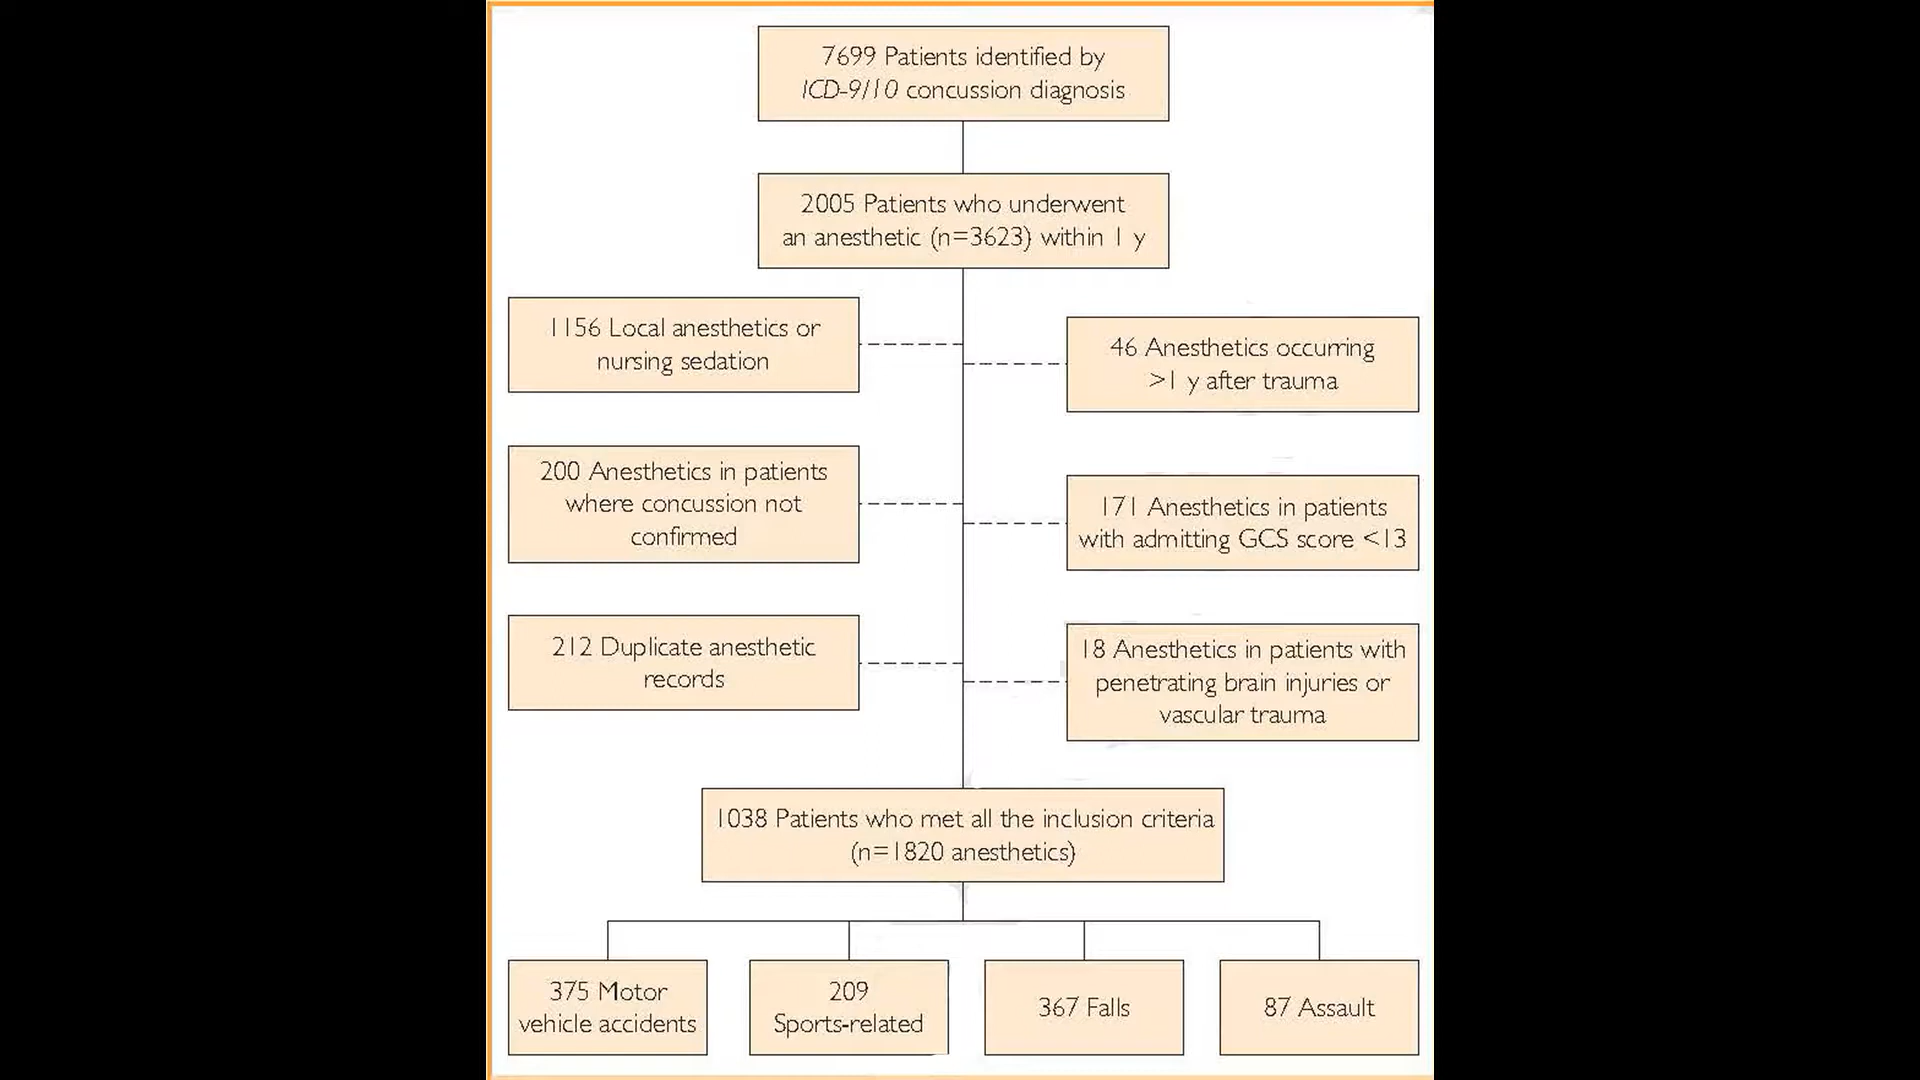 7699 Patients identified by
ICD-9/10 concussion diagnosis
2005 Patients who underwent
an anesthetic (n=3623) within 1 y
1156 Local anesthetics or
nursing sedation
46 Anesthetics occurring
>1 y after trauma
200 Anesthetics in patients
where concussion not
confirmed
171 Anesthetics in patients
with admitting GCS score <13
212 Duplicate anesthetic
records
18 Anesthetics in patients with
penetrating brain injuries or
vascular trauma
1038 Patients who met all the inclusion criteria
(n=1820 anesthetics)
375 Motor
vehicle accidents
209
Sports-related
367 Falls
87 Assault